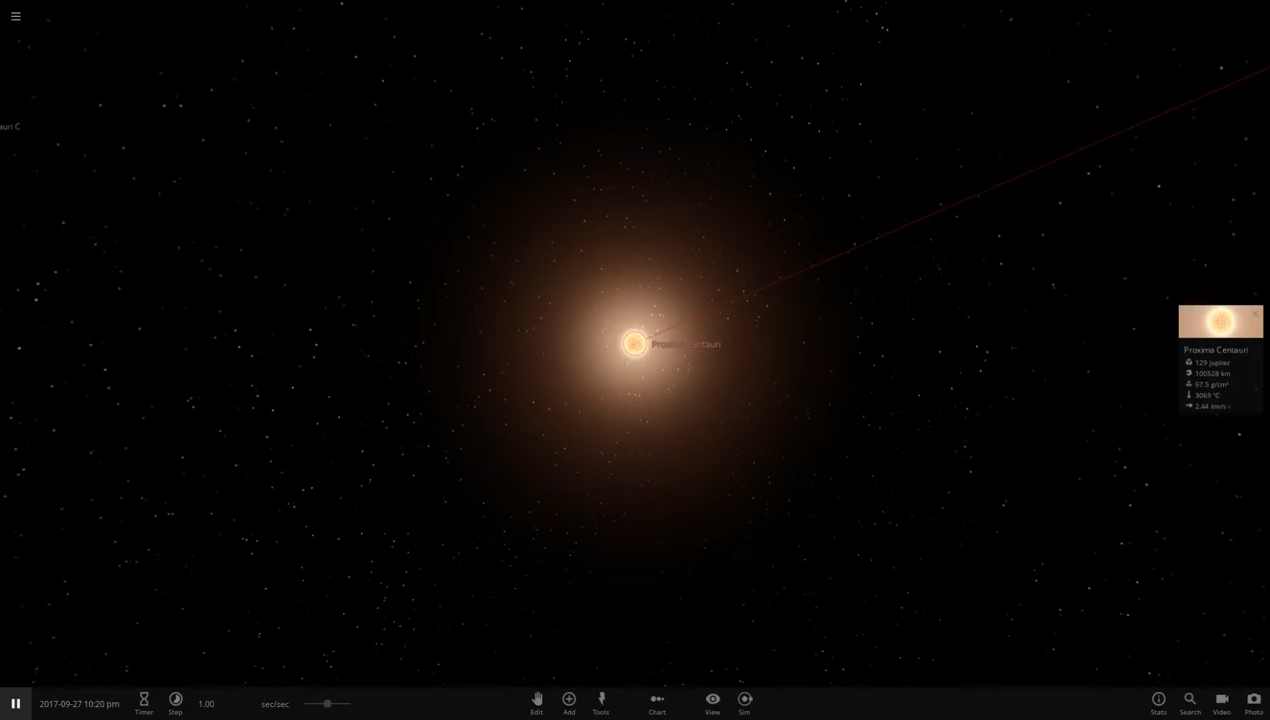 auri C
Proxima Centauri
Proxima Centauri
129 Jupiter
100528 km
57.5 g/cm³
3069 °C
2.44 km/s
2017-09-27 10:20 pm
Timer
Step
1.00
sec/sec
Edit
Add
Tools
Chart
View
Sim
Stats
Search
Video
Photo